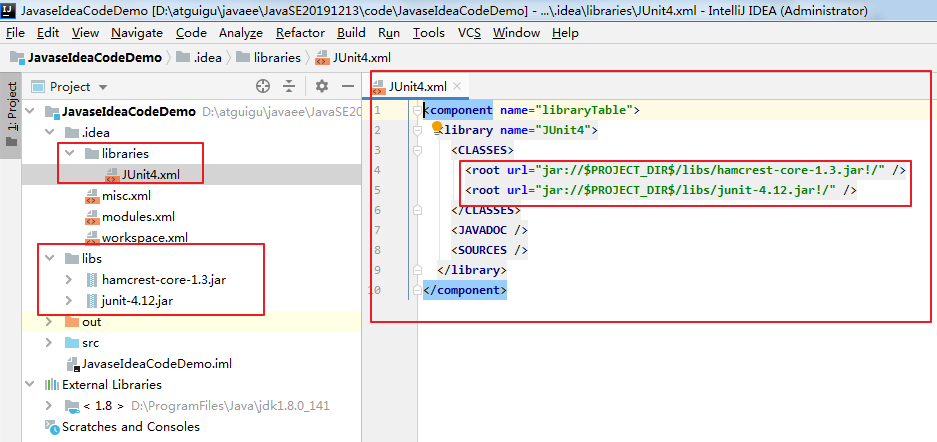 JavaseIdeaCodeDemo [D:\atguigu\javaee\JavaSE20191213\code\JavaseIdeaCodeDemo] - ...\.idea\libraries\JUnit4.xml - IntelliJ IDEA (Administrator)
File Edit View Navigate Code Analyze Refactor Build Run Tools VCS Window Help
JavaseIdeaCodeDemo .idea libraries JUnit4.xml
1: Project
Project
JavaseIdeaCodeDemo D:\atguigu\javaee\JavaSE20
.idea
libraries
JUnit4.xml
misc.xml
modules.xml
workspace.xml
libs
hamcrest-core-1.3.jar
junit-4.12.jar
out
src
JavaseIdeaCodeDemo.iml
External Libraries
< 1.8 > D:\ProgramFiles\Java\jdk1.8.0_141
Scratches and Consoles
JUnit4.xml
1 <component name="libraryTable">
2 <library name="JUnit4">
3 <CLASSES>
4 <root url="jar://$PROJECT_DIR$/libs/hamcrest-core-1.3.jar!/" />
5 <root url="jar://$PROJECT_DIR$/libs/junit-4.12.jar!/" />
6 </CLASSES>
7 <JAVADOC />
8 <SOURCES />
9 </library>
10 </component>